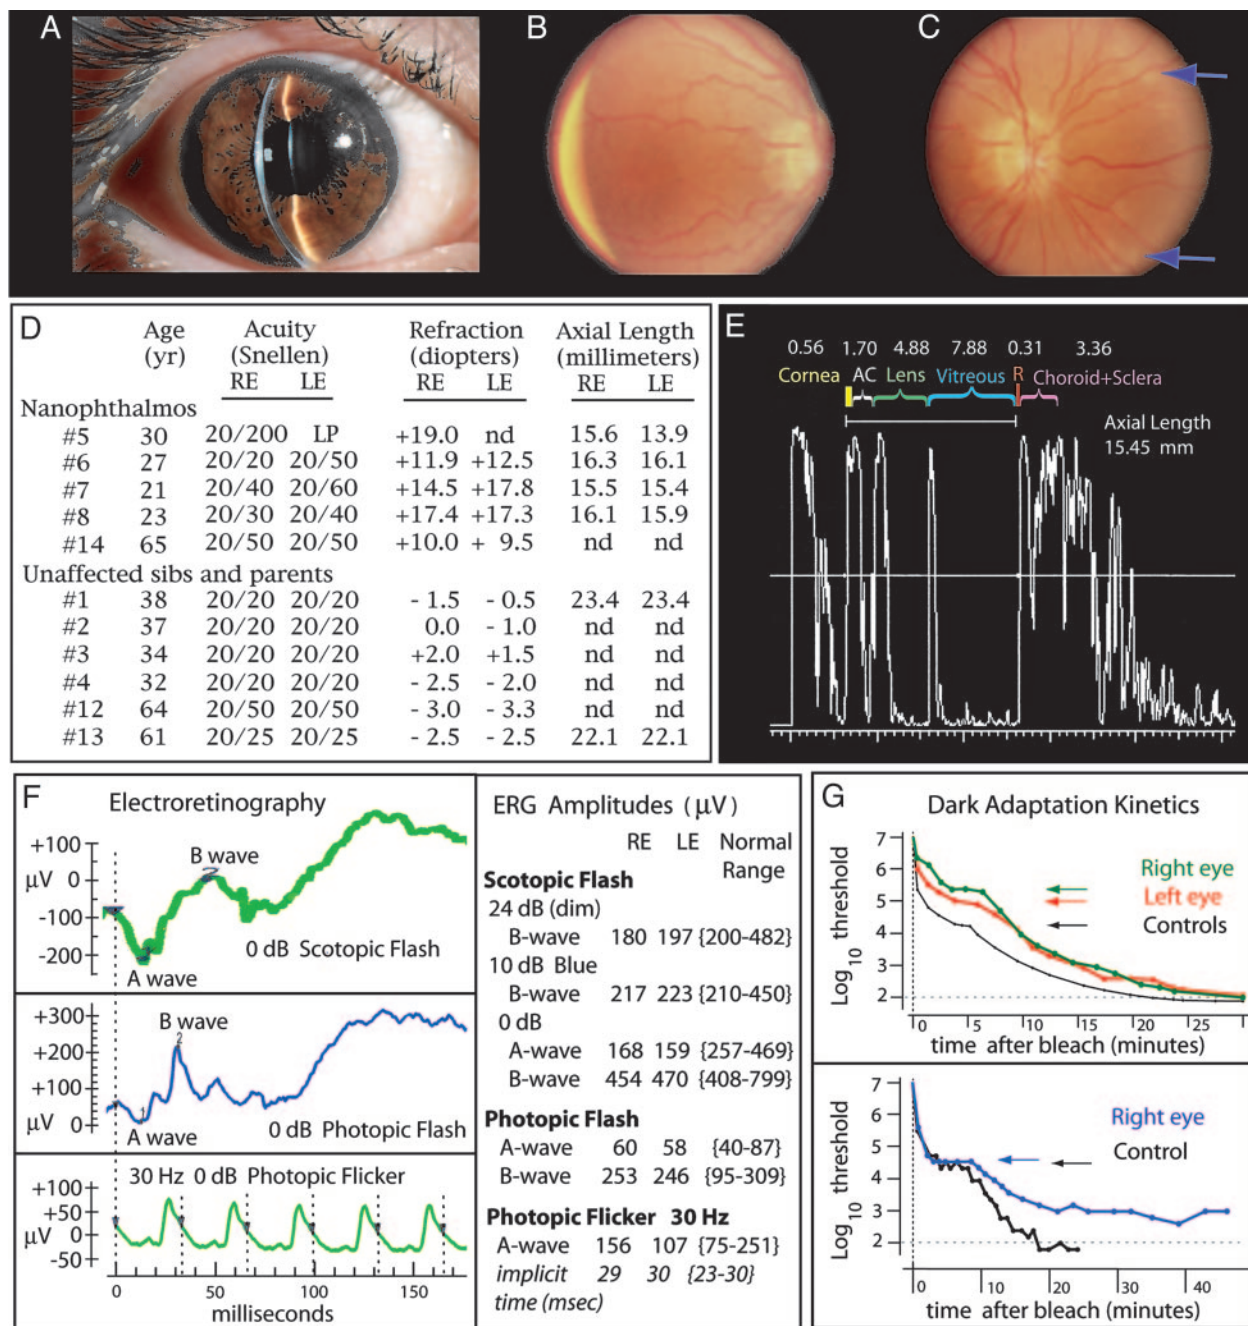 A
B
C
D
Age Acuity Refraction Axial Length
(yr) (Snellen) (diopters) (millimeters)
RE LE RE LE RE LE
Nanophthalmos
#5 30 20/200 LP +19.0 nd 15.6 13.9
#6 27 20/20 20/50 +11.9 +12.5 16.3 16.1
#7 21 20/40 20/60 +14.5 +17.8 15.5 15.4
#8 23 20/30 20/40 +17.4 +17.3 16.1 15.9
#14 65 20/50 20/50 +10.0 + 9.5 nd nd
Unaffected sibs and parents
#1 38 20/20 20/20 - 1.5 - 0.5 23.4 23.4
#2 37 20/20 20/20 0.0 - 1.0 nd nd
#3 34 20/20 20/20 +2.0 +1.5 nd nd
#4 32 20/20 20/20 - 2.5 - 2.0 nd nd
#12 64 20/50 20/50 - 3.0 - 3.3 nd nd
#13 61 20/25 20/25 - 2.5 - 2.5 22.1 22.1
E
0.56 1.70 4.88 7.88 0.31 3.36
Cornea AC Lens Vitreous R Choroid+Sclera
Axial Length
15.45 mm
F
Electroretinography
+100
μV 0
-100
-200
B wave
2
1
A wave
0 dB Scotopic Flash
+300
+200
+100
μV 0
B wave
2
1
A wave
0 dB Photopic Flash
30 Hz 0 dB Photopic Flicker
+100
+50
μV 0
-50
0 50 100 150
milliseconds
ERG Amplitudes (μV)
RE LE Normal
Range
Scotopic Flash
24 dB (dim)
B-wave 180 197 {200-482}
10 dB Blue
B-wave 217 223 {210-450}
0 dB
A-wave 168 159 {257-469}
B-wave 454 470 {408-799}
Photopic Flash
A-wave 60 58 {40-87}
B-wave 253 246 {95-309}
Photopic Flicker 30 Hz
A-wave 156 107 {75-251}
implicit 29 30 {23-30}
time (msec)
G
Dark Adaptation Kinetics
Log10 threshold
7
6
5
4
3
2
Right eye
Left eye
Controls
0 5 10 15 20 25
time after bleach (minutes)
Log10 threshold
7
6
5
4
3
2
Right eye
Control
0 10 20 30 40
time after bleach (minutes)